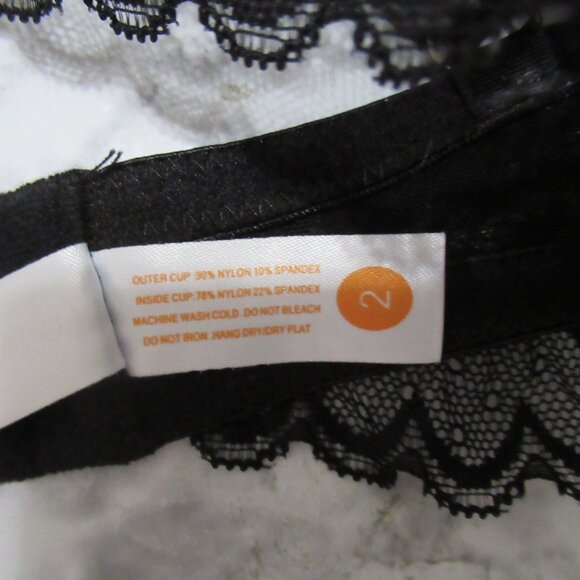 OUTER CUP :90% NYLON 10% SPANDEX
INSIDE CUP:78% NYLON 22% SPANDEX
MACHINE WASH COLD .DO NOT BLEACH
DO NOT IRON .HANG DRY/DRY FLAT
2